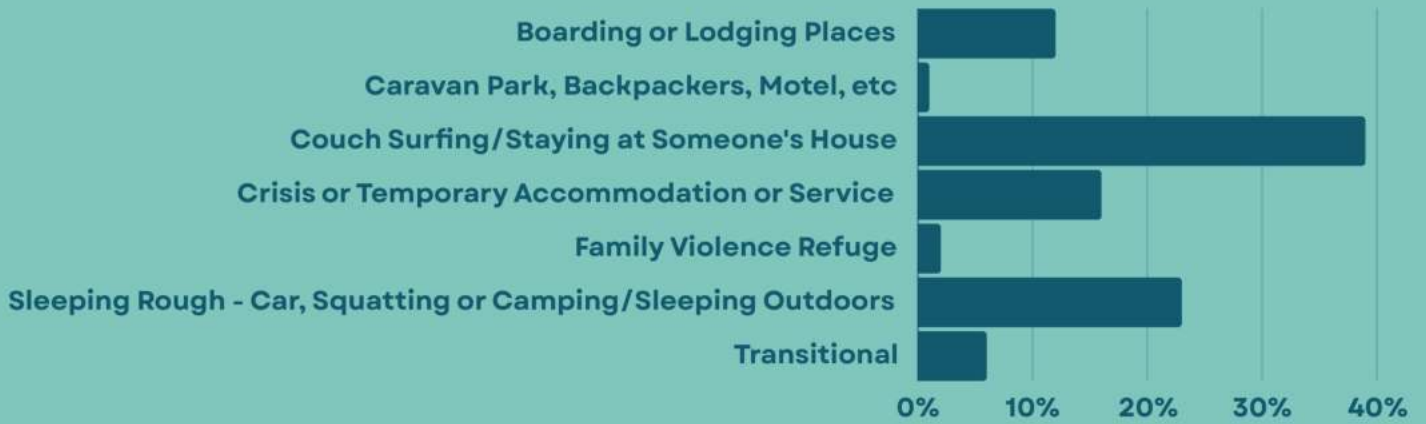 Boarding or Lodging Places
Caravan Park, Backpackers, Motel, etc
Couch Surfing/Staying at Someone's House
Crisis or Temporary Accommodation or Service
Family Violence Refuge
Sleeping Rough - Car, Squatting or Camping/Sleeping Outdoors
Transitional
0% 10% 20% 30% 40%